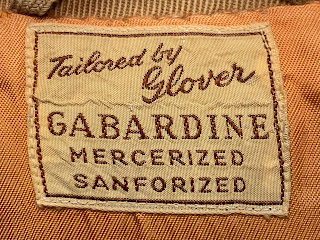 Tailored by
Glover
GABARDINE
MERCERIZED
SANFORIZED